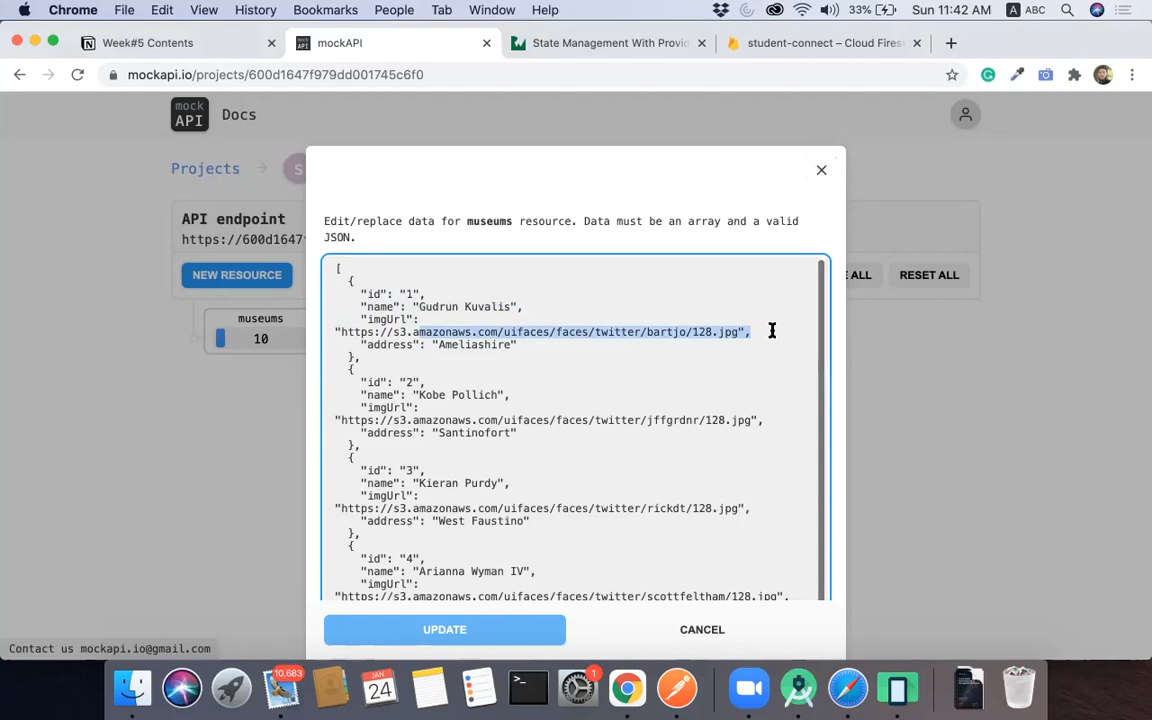 Chrome File Edit View History Bookmarks People Tab Window Help 33% Sun 11:42 AM A ABC
Week#5 Contents mockAPI State Management With Provid student-connect – Cloud Fires
mockapi.io/projects/600d1647f979dd001745c6f0
mock
API Docs
Projects S
API endpoint
https://600d1647f
NEW RESOURCE E ALL RESET ALL
museums
10
Edit/replace data for museums resource. Data must be an array and a valid
JSON.
[
{
"id": "1",
"name": "Gudrun Kuvalis",
"imgUrl":
"https://s3.amazonaws.com/uifaces/faces/twitter/bartjo/128.jpg",
"address": "Ameliashire"
},
{
"id": "2",
"name": "Kobe Pollich",
"imgUrl":
"https://s3.amazonaws.com/uifaces/faces/twitter/jffgrdnr/128.jpg",
"address": "Santinofort"
},
{
"id": "3",
"name": "Kieran Purdy",
"imgUrl":
"https://s3.amazonaws.com/uifaces/faces/twitter/rickdt/128.jpg",
"address": "West Faustino"
},
{
"id": "4",
"name": "Arianna Wyman IV",
"imgUrl":
"https://s3.amazonaws.com/uifaces/faces/twitter/scottfeltham/128.jpg",
UPDATE CANCEL
Contact us mockapi.io@gmail.com
10,683 JAN 24 1